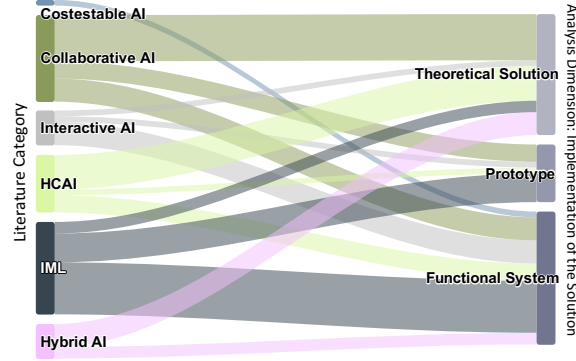 Costestable AI
Collaborative AI
Theoretical Solution
Interactive AI
Prototype
HCAI
IML
Functional System
Hybrid AI
Literature Category
Analysis Dimension: Implementation of the Solution